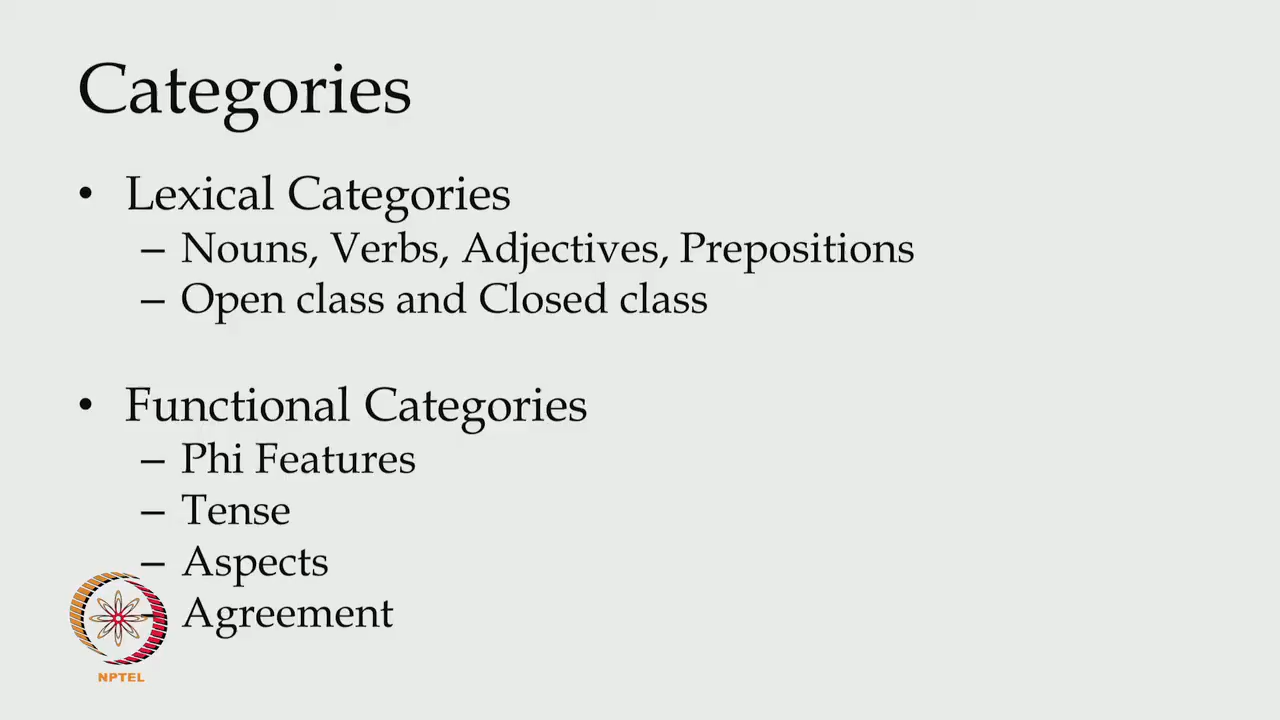 Categories
• Lexical Categories
– Nouns, Verbs, Adjectives, Prepositions
– Open class and Closed class
• Functional Categories
– Phi Features
– Tense
– Aspects
– Agreement
NPTEL